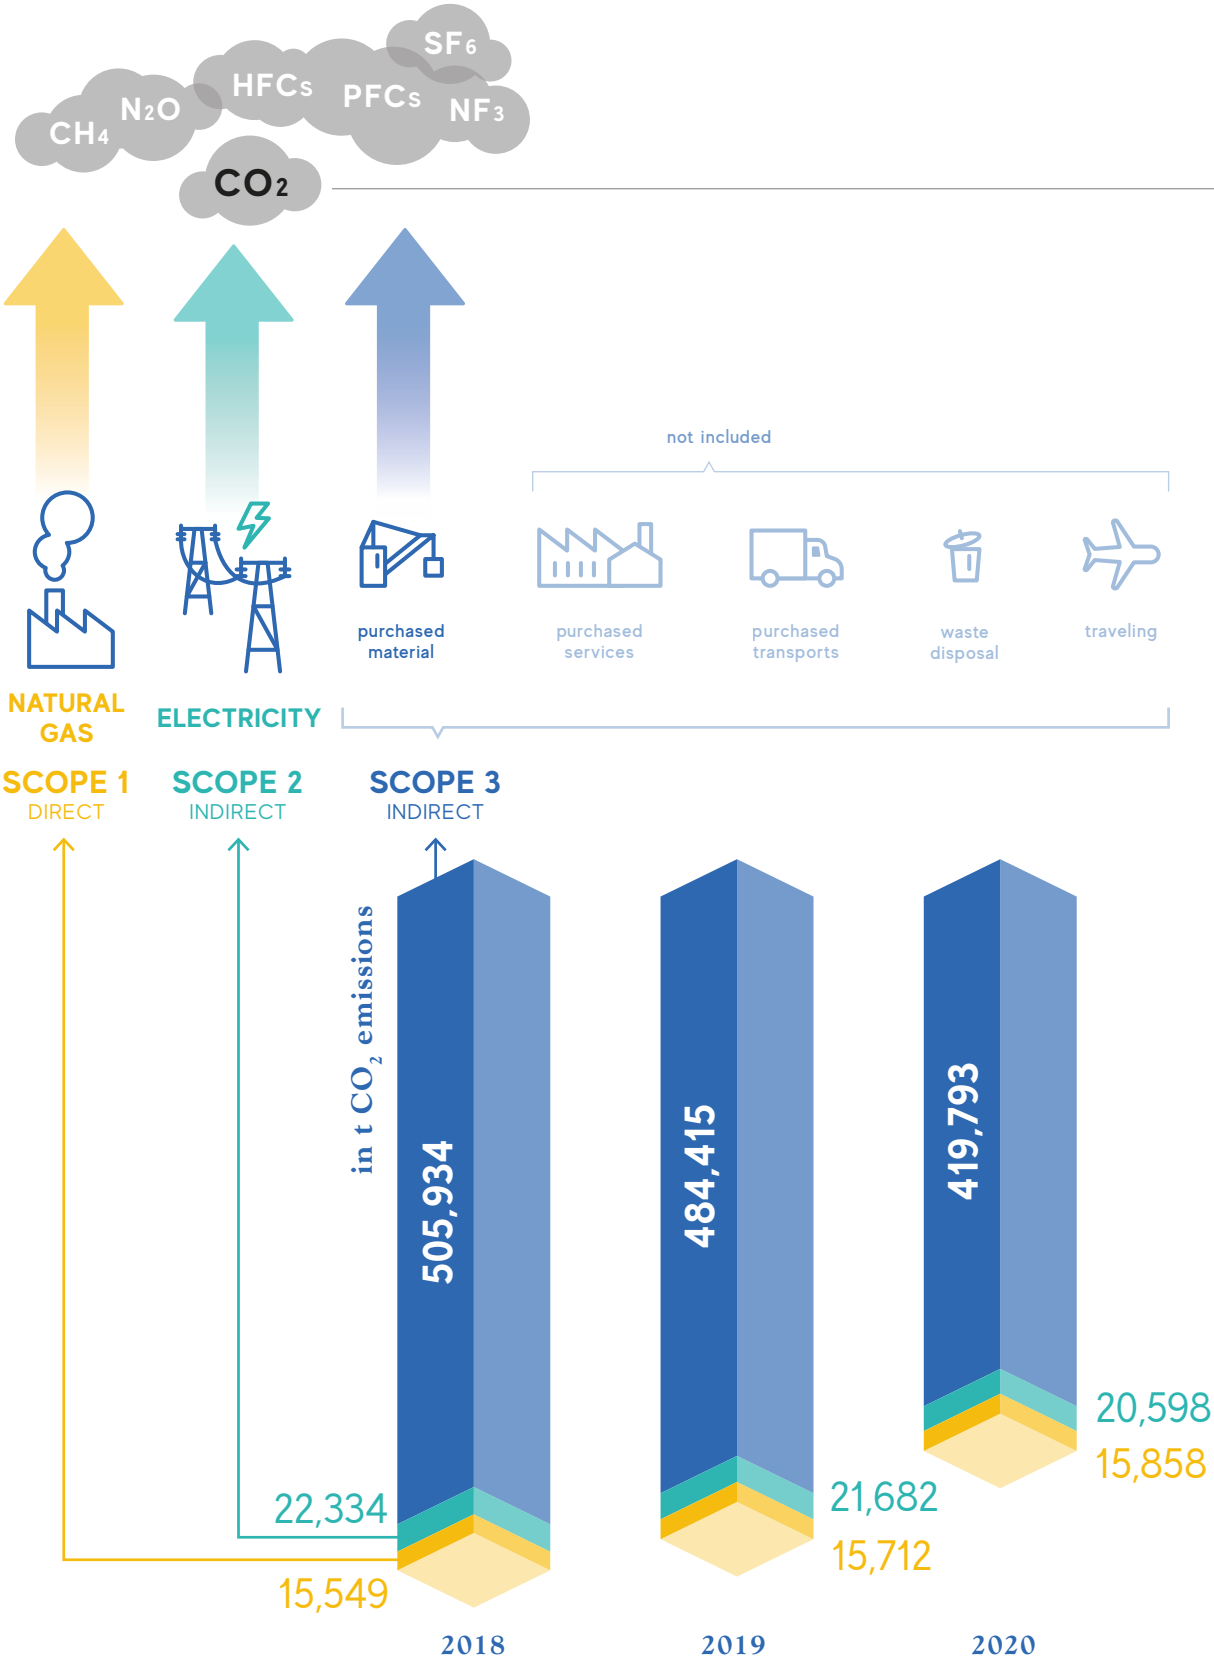 SF6
HFCs
PFCs
N2O
NF3
CH4
CO2
not included
purchased
material
purchased
services
purchased
transports
waste
disposal
traveling
NATURAL
GAS
ELECTRICITY
SCOPE 1
DIRECT
SCOPE 2
INDIRECT
SCOPE 3
INDIRECT
in t CO2 emissions
505,934
484,415
419,793
22,334
15,549
21,682
15,712
20,598
15,858
2018
2019
2020